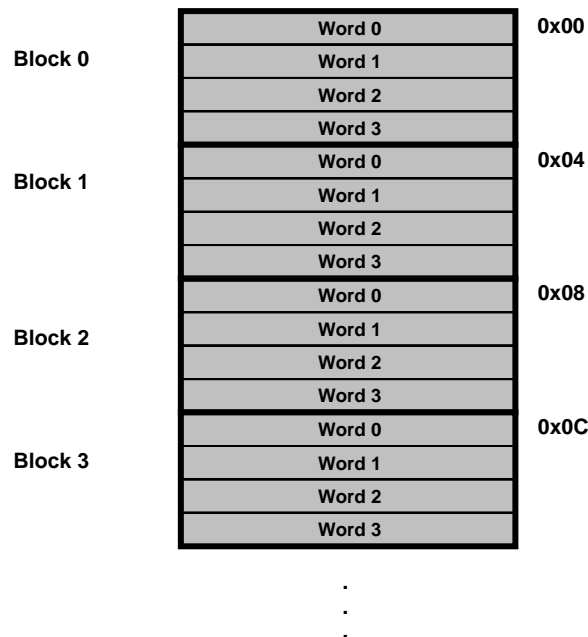 Word 0 0x00
Block 0 Word 1
Word 2
Word 3
Word 0 0x04
Block 1 Word 1
Word 2
Word 3
Word 0 0x08
Block 2 Word 1
Word 2
Word 3
Word 0 0x0C
Block 3 Word 1
Word 2
Word 3
.
.
.